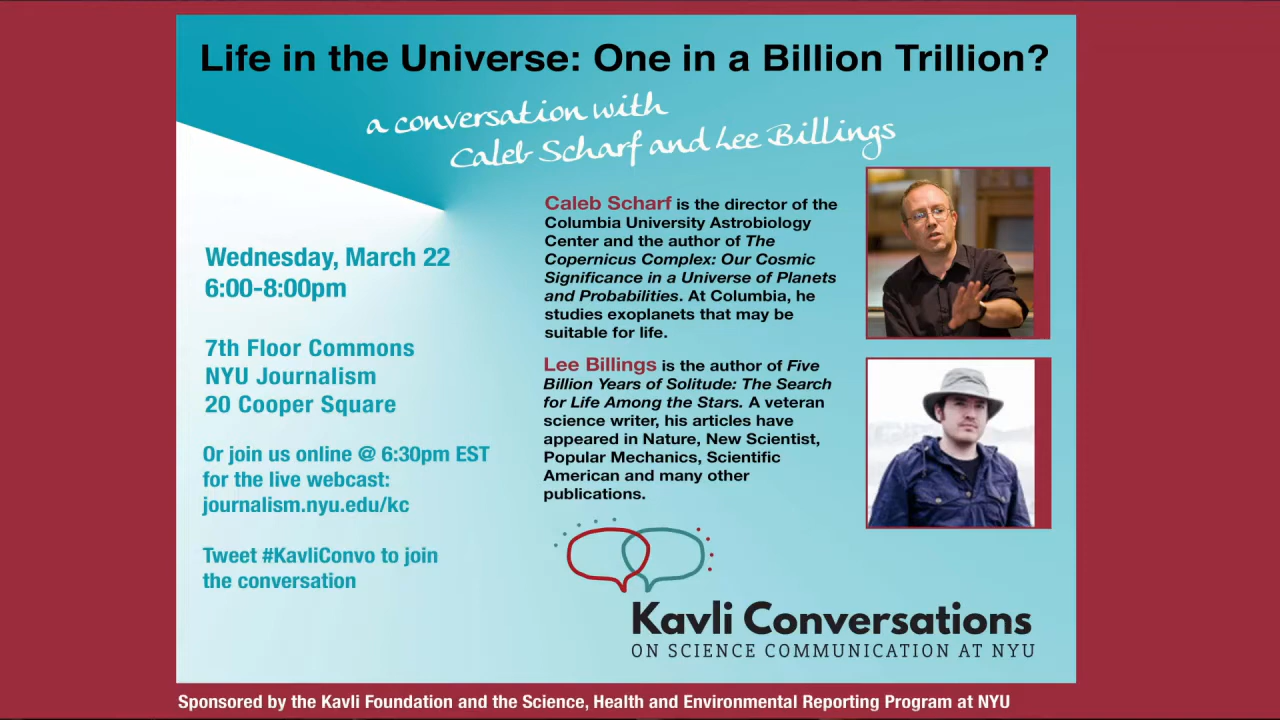 Life in the Universe: One in a Billion Trillion?
a conversation with
Caleb Scharf and Lee Billings
Wednesday, March 22
6:00-8:00pm
7th Floor Commons
NYU Journalism
20 Cooper Square
Or join us online @ 6:30pm EST
for the live webcast:
journalism.nyu.edu/kc
Tweet #KavliConvo to join
the conversation
Caleb Scharf is the director of the
Columbia University Astrobiology
Center and the author of The
Copernicus Complex: Our Cosmic
Significance in a Universe of Planets
and Probabilities. At Columbia, he
studies exoplanets that may be
suitable for life.
Lee Billings is the author of Five
Billion Years of Solitude: The Search
for Life Among the Stars. A veteran
science writer, his articles have
appeared in Nature, New Scientist,
Popular Mechanics, Scientific
American and many other
publications.
Kavli Conversations
ON SCIENCE COMMUNICATION AT NYU
Sponsored by the Kavli Foundation and the Science, Health and Environmental Reporting Program at NYU